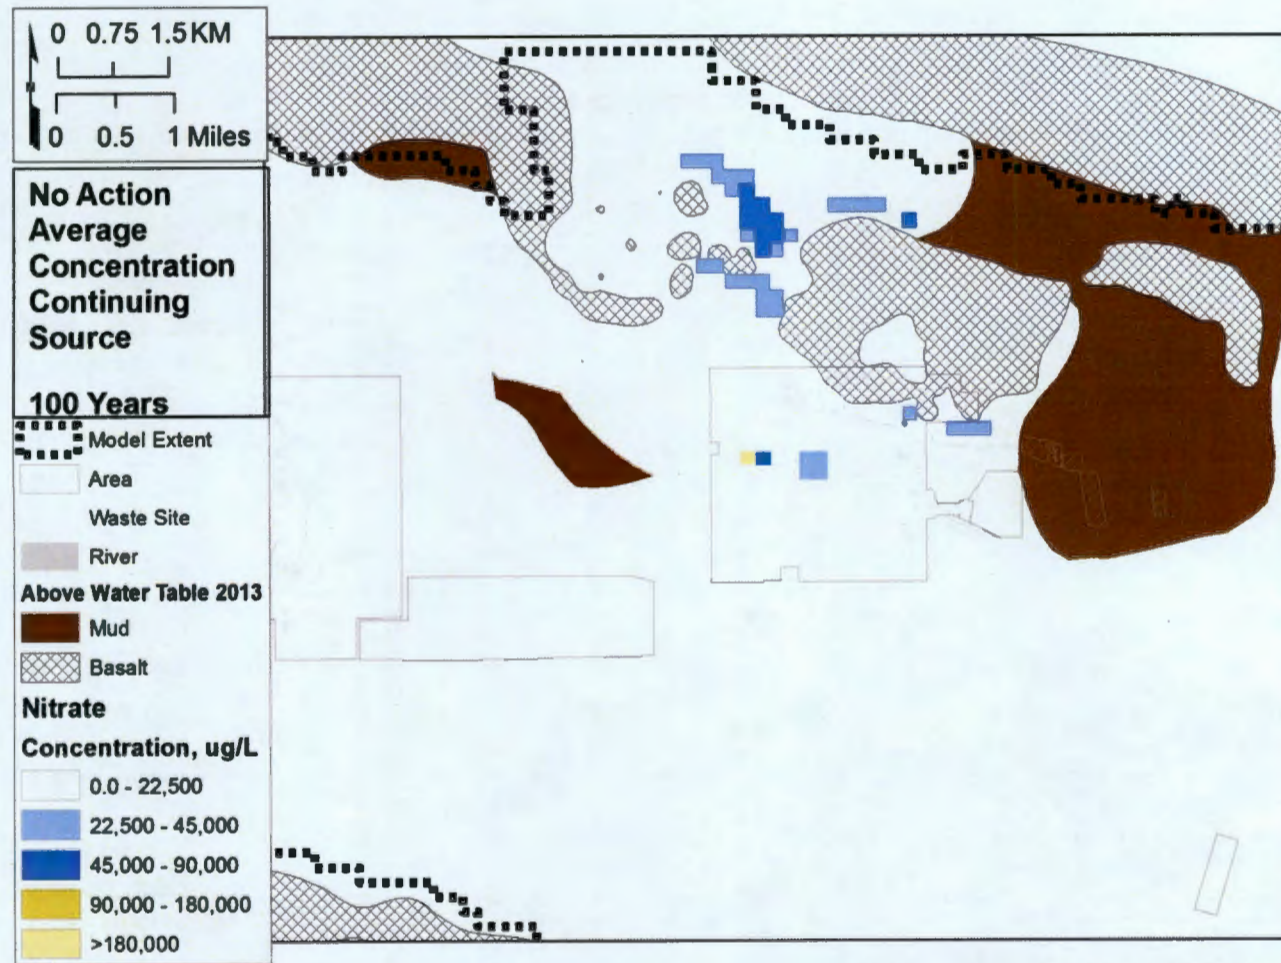 0 0.75 1.5 KM
0 0.5 1 Miles
No Action
Average
Concentration
Continuing
Source
100 Years
Model Extent
Area
Waste Site
River
Above Water Table 2013
Mud
Basalt
Nitrate
Concentration, ug/L
0.0 - 22,500
22,500 - 45,000
45,000 - 90,000
90,000 - 180,000
>180,000